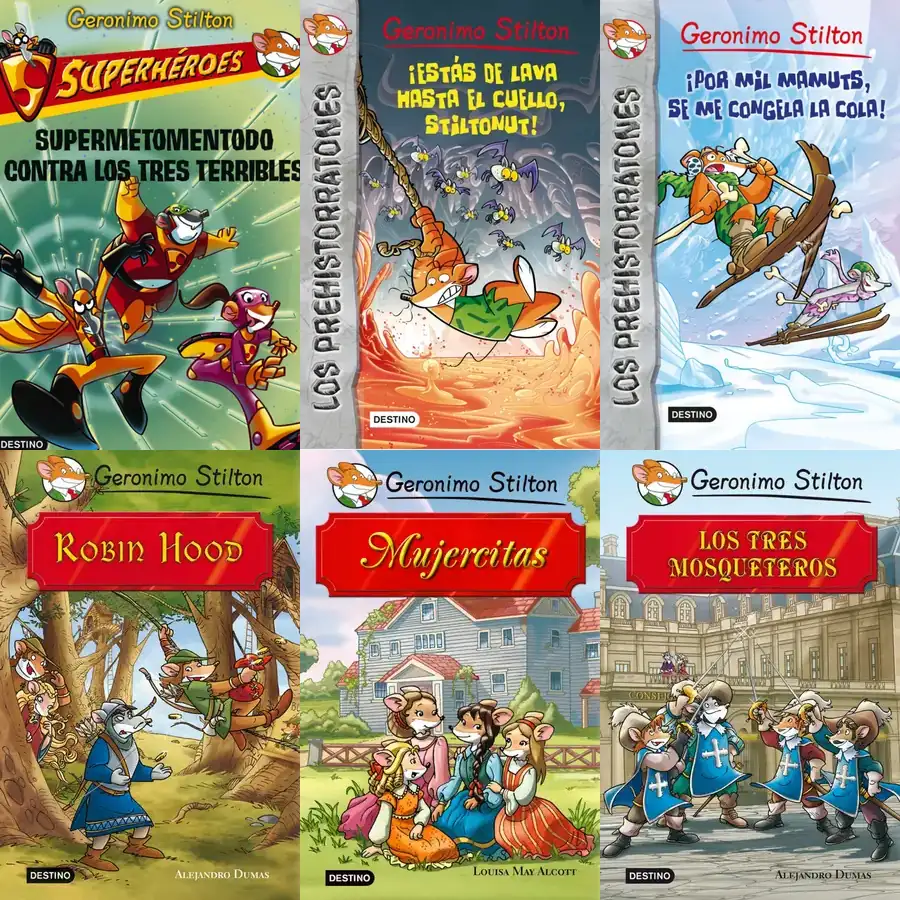 Geronimo Stilton
SUPERHÉROES
SUPERMETOMENTODO
CONTRA LOS TRES TERRIBLES
DESTINO
Geronimo Stilton
¡ESTÁS DE LAVA
HASTA EL CUELLO,
STILTONUT!
LOS PREHISTORRATONES
DESTINO
Geronimo Stilton
¡POR MIL MAMUTS,
SE ME CONGELA LA COLA!
LOS PREHISTORRATONES
DESTINO
Geronimo Stilton
ROBIN HOOD
DESTINO
ALEJANDRO DUMAS
Geronimo Stilton
Mujercitas
LOUISA MAY ALCOTT
DESTINO
Geronimo Stilton
LOS TRES
MOSQUETEROS
DESTINO
ALEJANDRO DUMAS